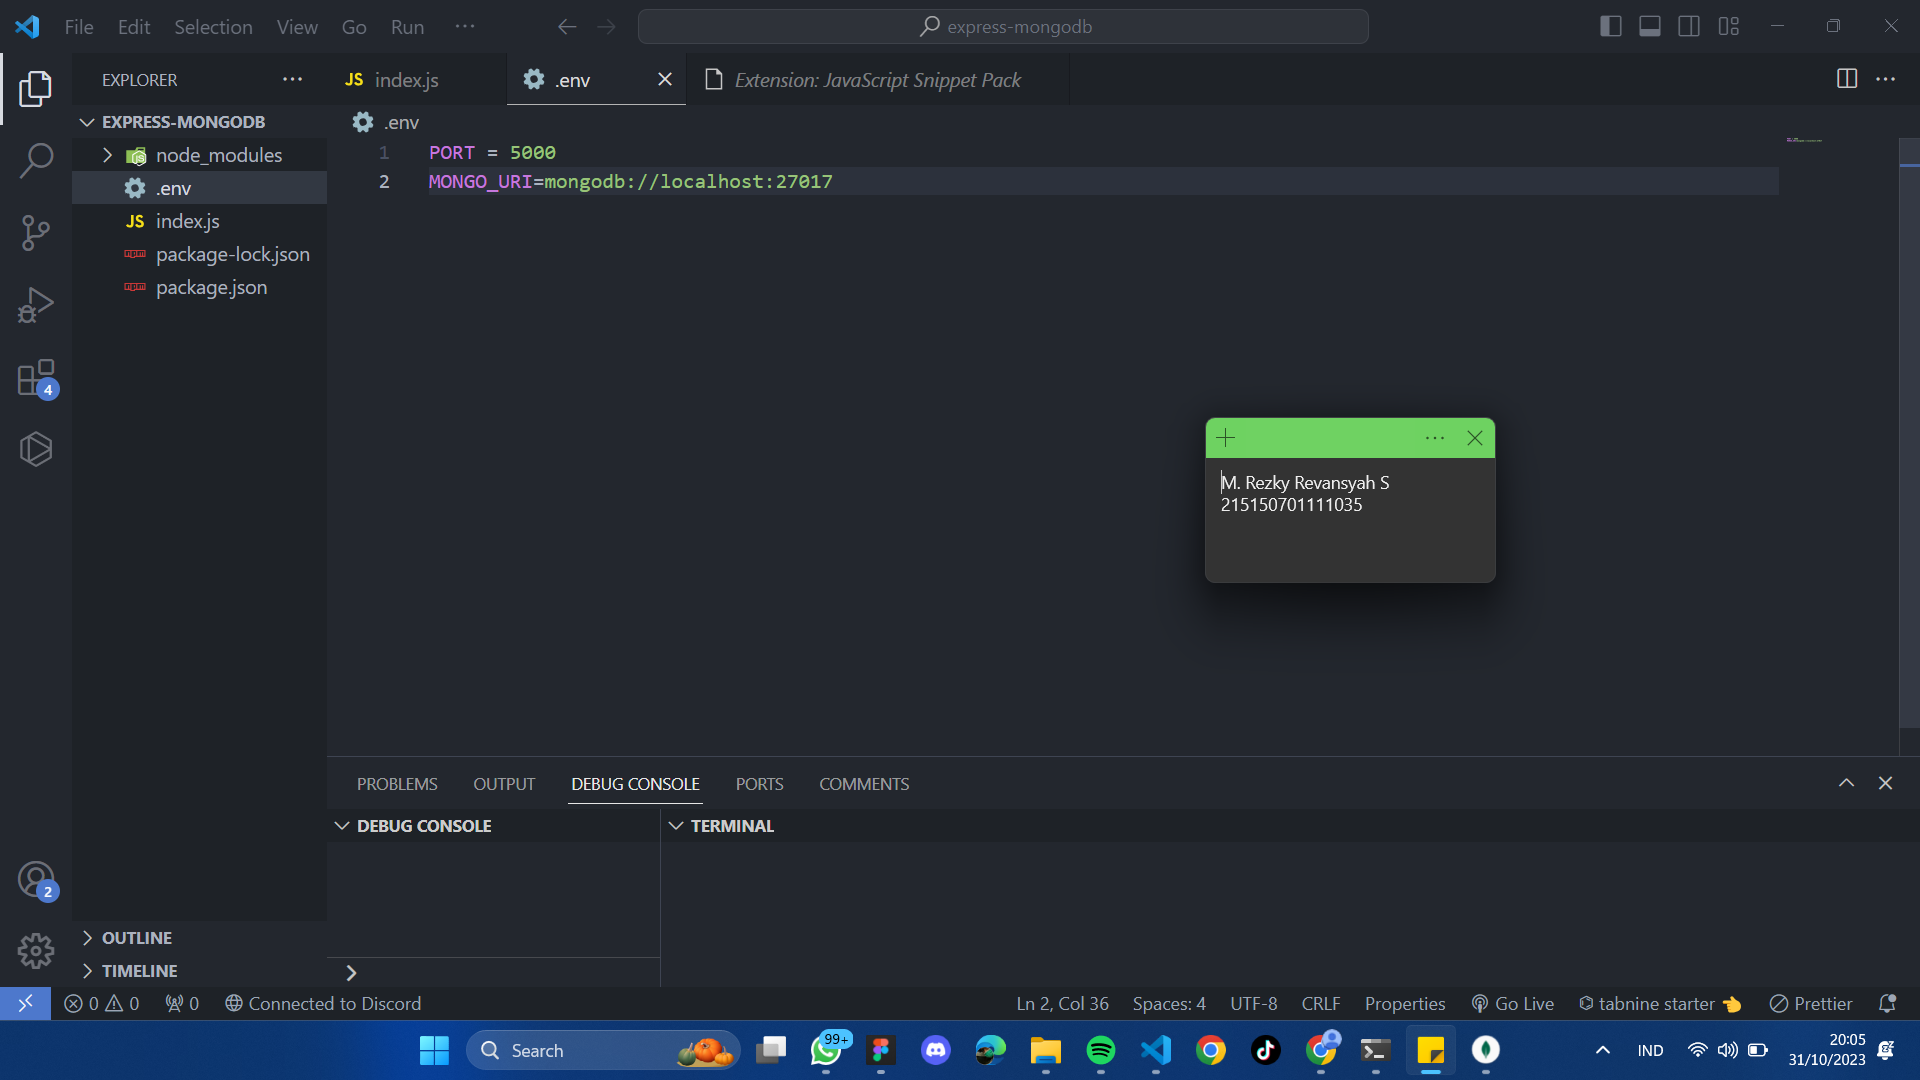 File Edit Selection View Go Run
express-mongodb
EXPLORER
JS index.js
.env
Extension: JavaScript Snippet Pack
EXPRESS-MONGODB
node_modules
.env
JS index.js
package-lock.json
package.json
.env
1 PORT = 5000
2 MONGO_URI=mongodb://localhost:27017
M. Rezky Revansyah S
215150701111035
4
2
PROBLEMS OUTPUT DEBUG CONSOLE PORTS COMMENTS
DEBUG CONSOLE
TERMINAL
OUTLINE
TIMELINE
0 0 0 Connected to Discord
Ln 2, Col 36 Spaces: 4 UTF-8 CRLF Properties Go Live tabnine starter Prettier
Search
99+
IND
20:05
31/10/2023